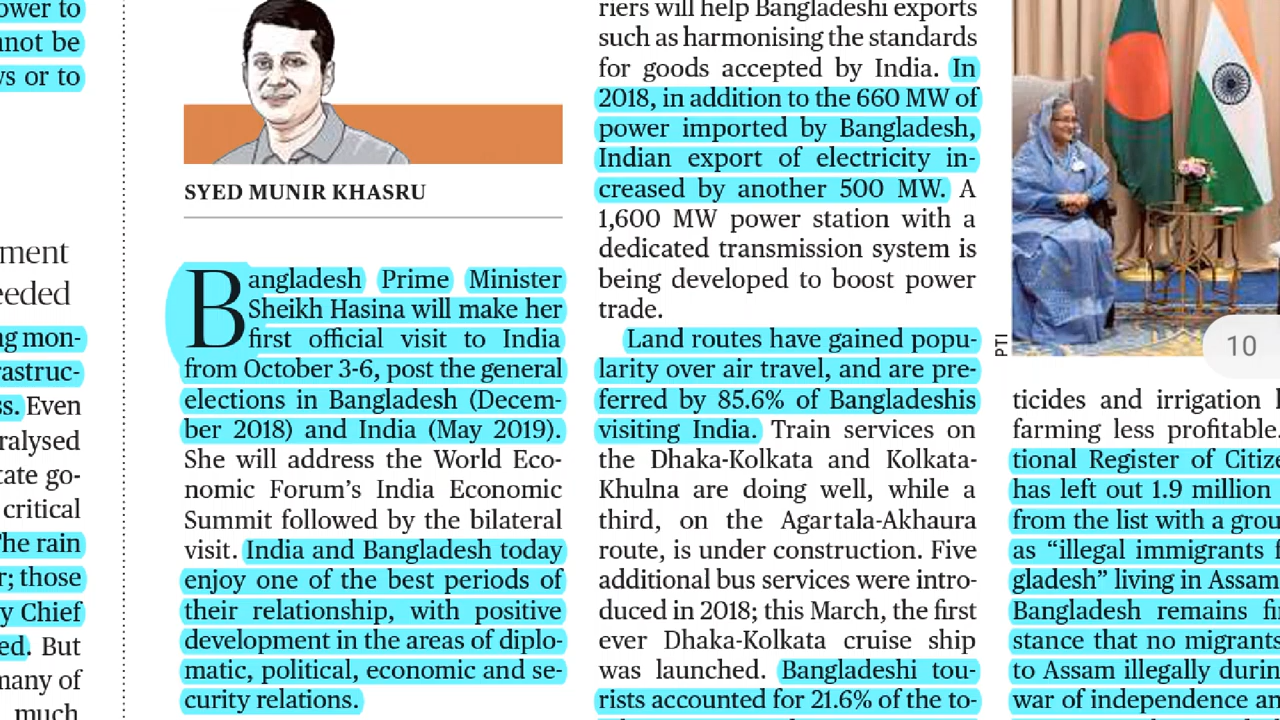 ower to
nnot be
ws or to
ment
eeded
ng mon-
rastruc-
ss. Even
ralysed
tate go-
critical
The rain
r; those
y Chief
ed. But
many of
much
SYED MUNIR KHASRU
Bangladesh Prime Minister
Sheikh Hasina will make her
first official visit to India
from October 3-6, post the general
elections in Bangladesh (Decem-
ber 2018) and India (May 2019).
She will address the World Eco-
nomic Forum’s India Economic
Summit followed by the bilateral
visit. India and Bangladesh today
enjoy one of the best periods of
their relationship, with positive
development in the areas of diplo-
matic, political, economic and se-
curity relations.
riers will help Bangladeshi exports
such as harmonising the standards
for goods accepted by India. In
2018, in addition to the 660 MW of
power imported by Bangladesh,
Indian export of electricity in-
creased by another 500 MW. A
1,600 MW power station with a
dedicated transmission system is
being developed to boost power
trade.
Land routes have gained popu-
larity over air travel, and are pre-
ferred by 85.6% of Bangladeshis
visiting India. Train services on
the Dhaka-Kolkata and Kolkata-
Khulna are doing well, while a
third, on the Agartala-Akhaura
route, is under construction. Five
additional bus services were intro-
duced in 2018; this March, the first
ever Dhaka-Kolkata cruise ship
was launched. Bangladeshi tou-
rists accounted for 21.6% of the to-
PTI
10
ticides and irrigation
farming less profitable.
tional Register of Citize
has left out 1.9 million
from the list with a grou
as “illegal immigrants f
gladesh” living in Assam
Bangladesh remains fir
stance that no migrants
to Assam illegally durin
war of independence an